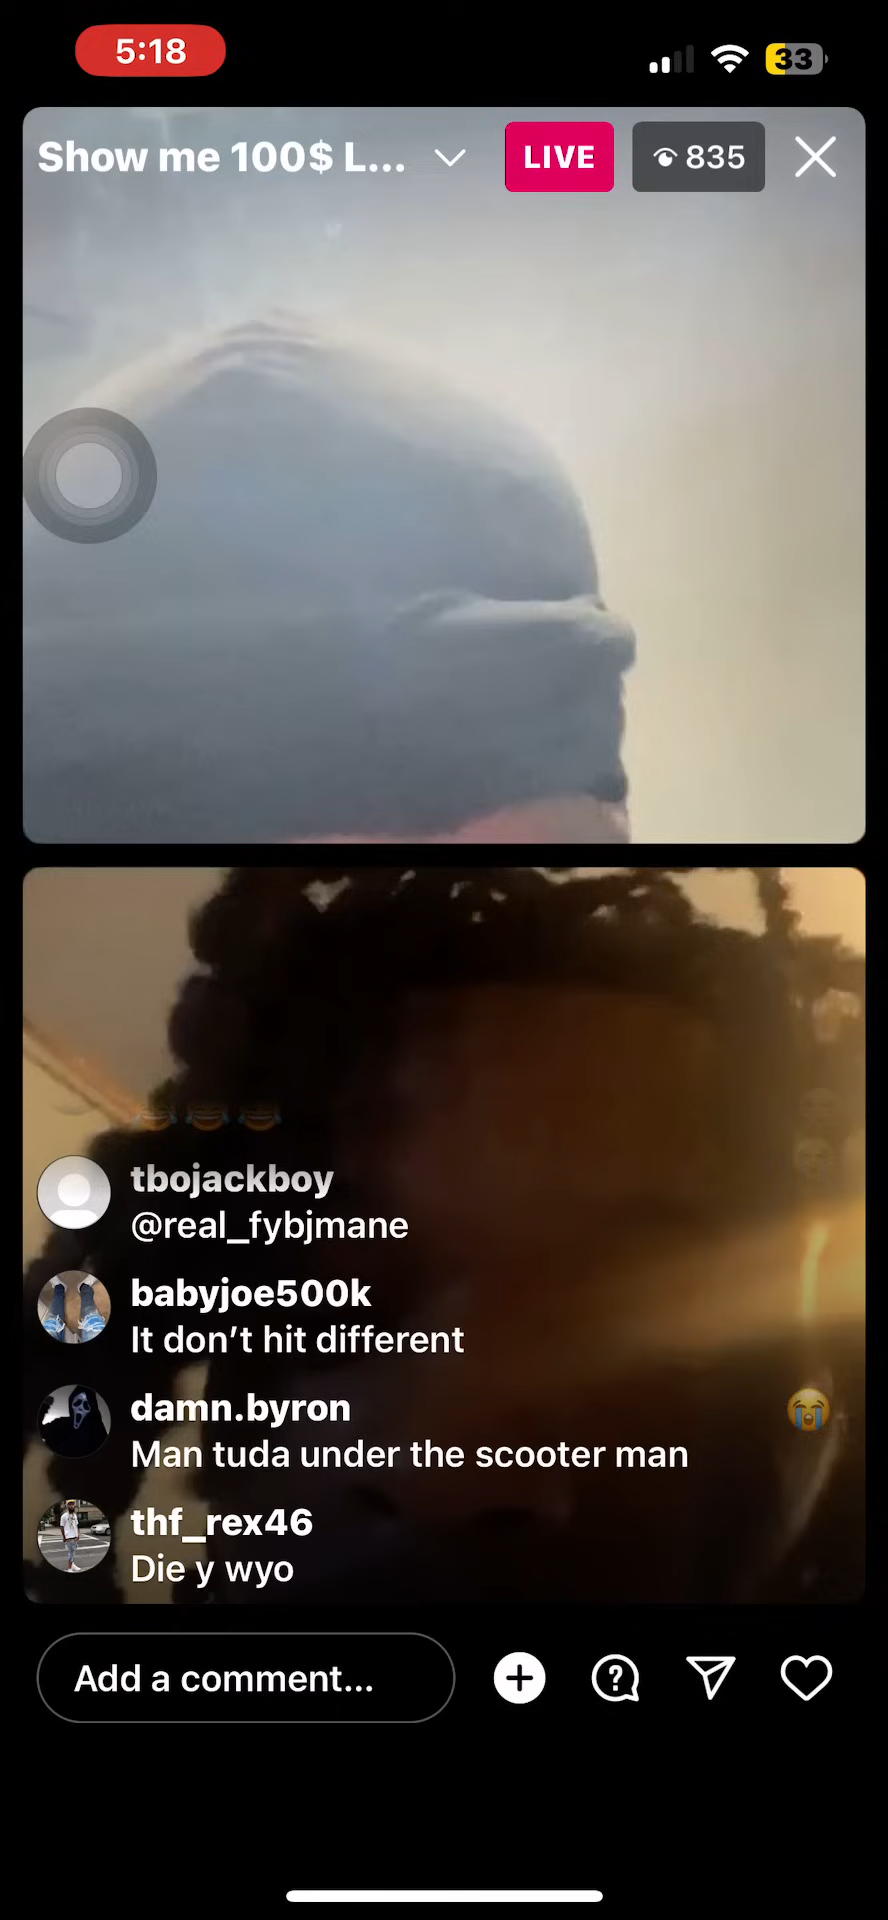 5:18
33
Show me 100$ L...
LIVE
835
tbojackboy
@real_fybjmane
babyjoe500k
It don’t hit different
damn.byron
Man tuda under the scooter man
thf_rex46
Die y wyo
Add a comment...